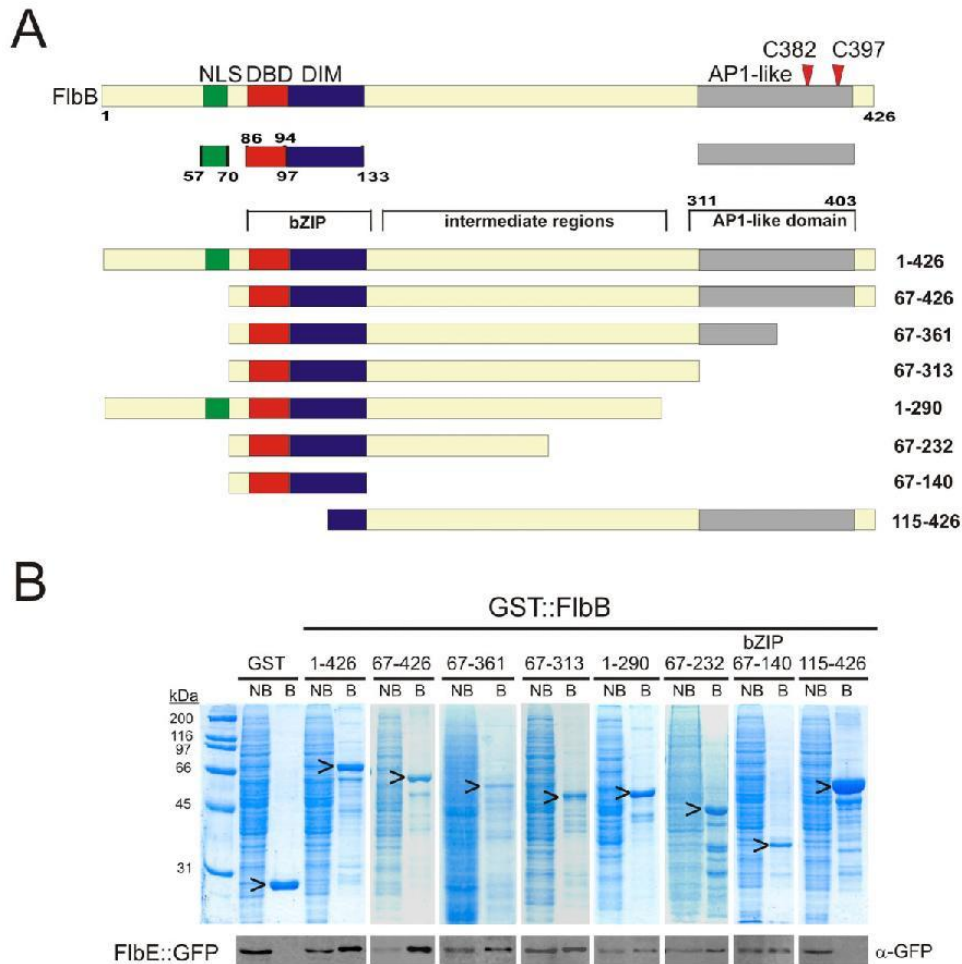 A
C382 C397
NLS DBD DIM AP1-like
FlbB
1 426
86 94
57 70 97 133
311 403
bZIP intermediate regions AP1-like domain
1-426
67-426
67-361
67-313
1-290
67-232
67-140
115-426
B
GST::FlbB
bZIP
GST 1-426 67-426 67-361 67-313 1-290 67-232 67-140 115-426
kDa NB B NB B NB B NB B NB B NB B NB B NB B NB B
200
116
97
66
45
31
> > > > > > > > >
FlbE::GFP α-GFP